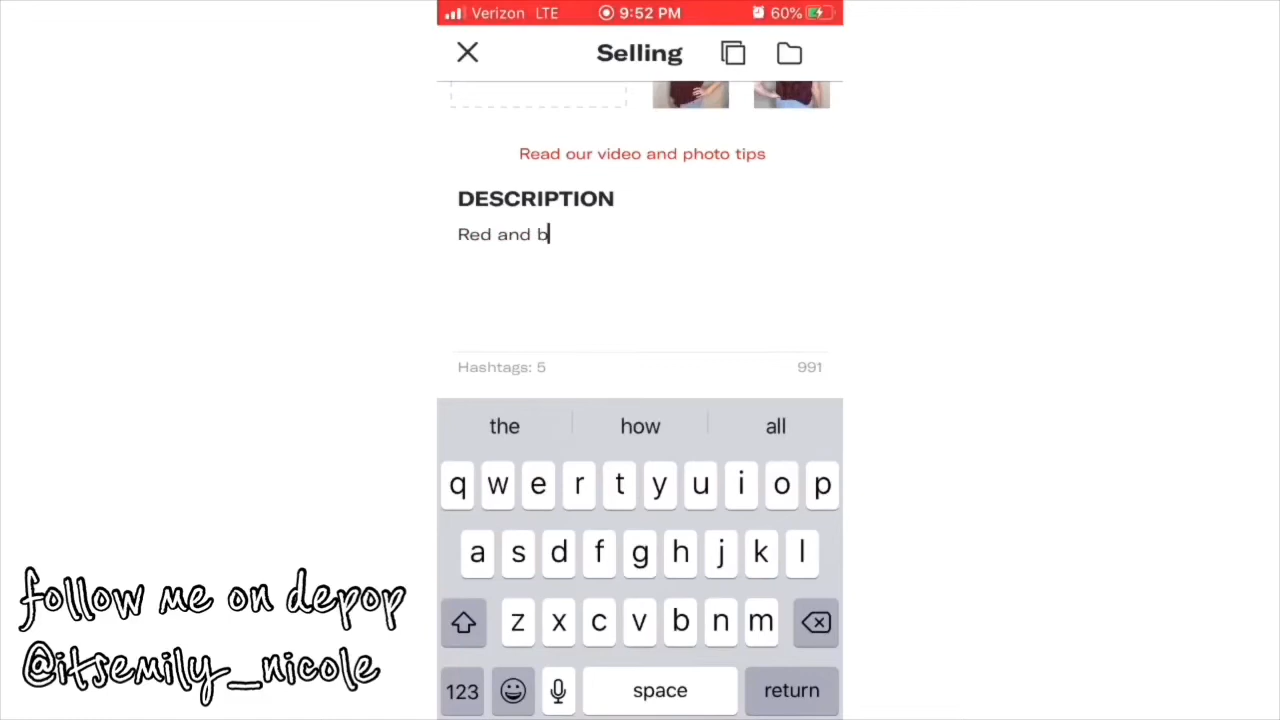 Verizon LTE 9:52 PM 60%
Selling
Read our video and photo tips
DESCRIPTION
Red and b
Hashtags: 5 991
the how all
q w e r t y u i o p
a s d f g h j k l
z x c v b n m
123 space return
follow me on depop
@itsemily_nicole